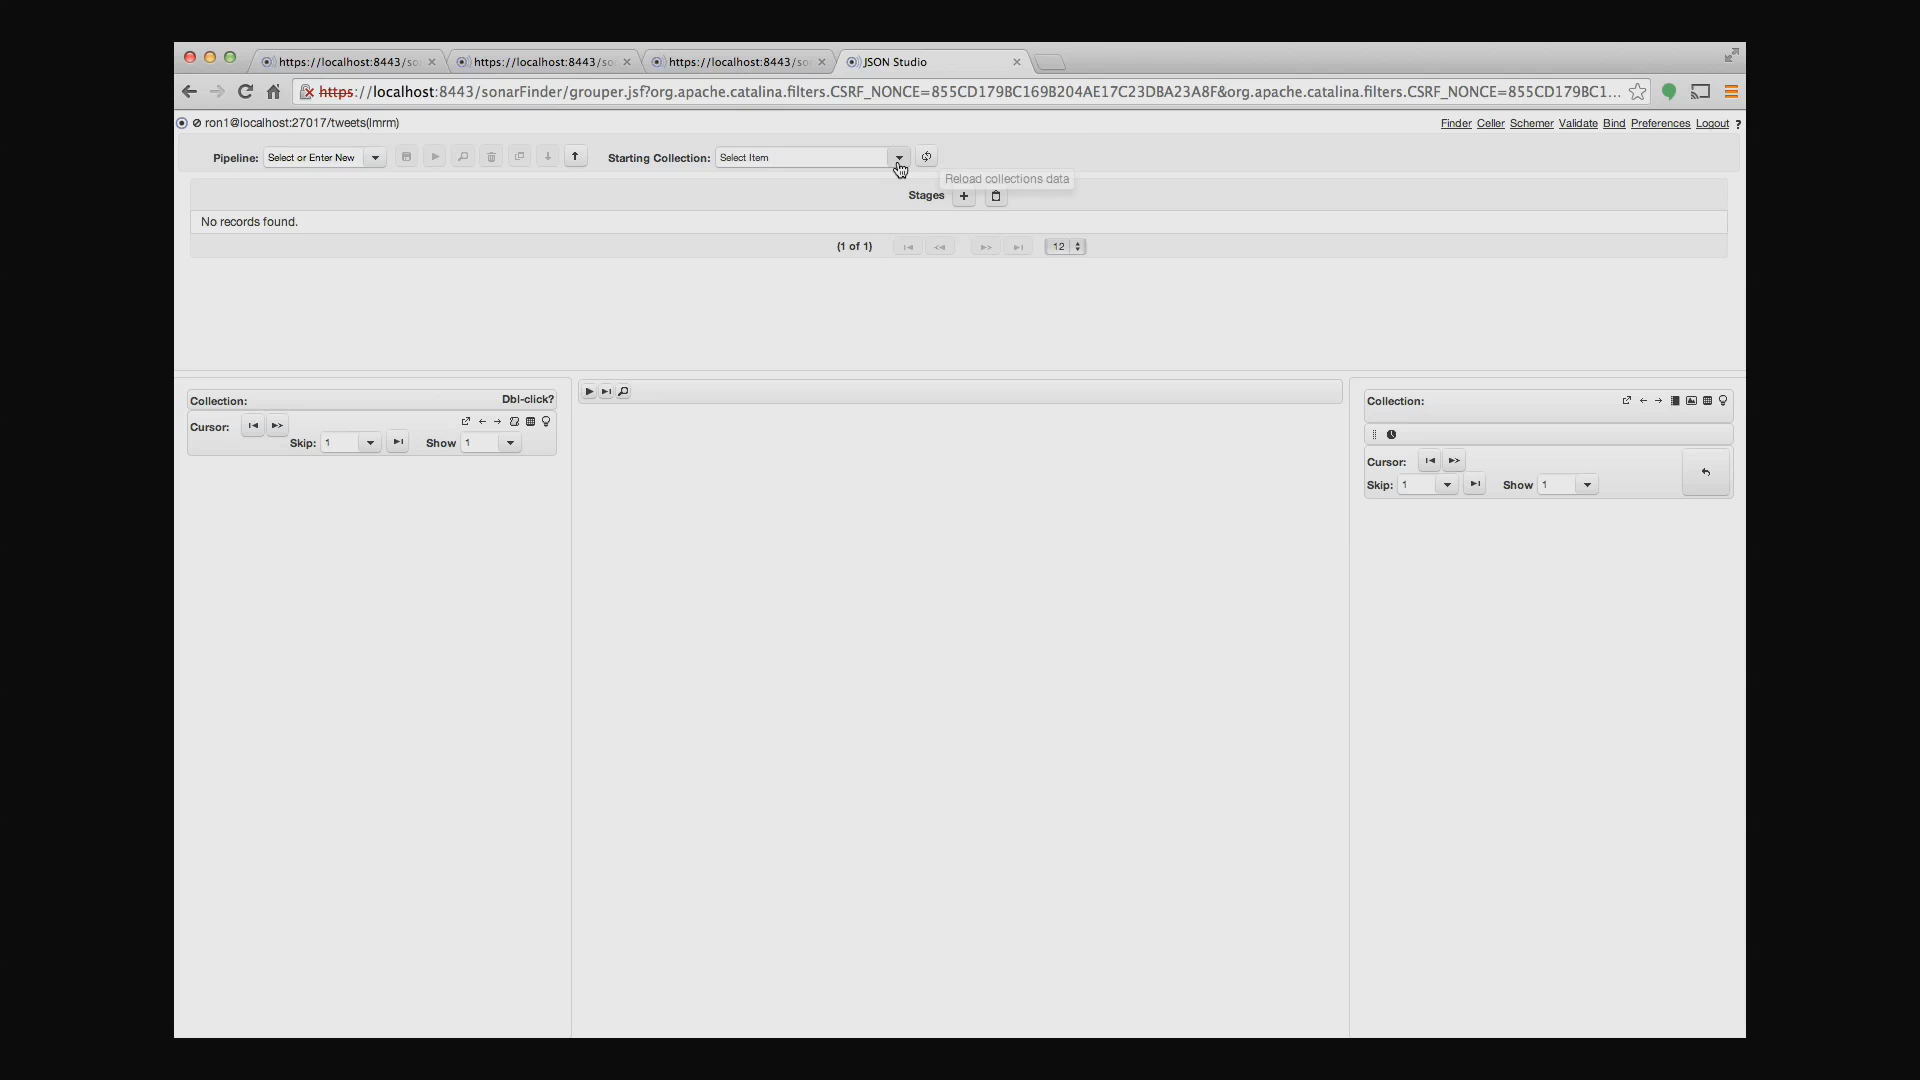 https://localhost:8443/so
https://localhost:8443/so
https://localhost:8443/so
JSON Studio
https://localhost:8443/sonarFinder/grouper.jsf?org.apache.catalina.filters.CSRF_NONCE=855CD179BC169B204AE17C23DBA23A8F&org.apache.catalina.filters.CSRF_NONCE=855CD179BC1...
ron1@localhost:27017/tweets(lmrm)
Finder Celler Schemer Validate Bind Preferences Logout ?
Pipeline: Select or Enter New Starting Collection: Select Item
Reload collections data
Stages
No records found.
(1 of 1) 12
Collection: Dbl-click?
Cursor:
Skip: 1 Show 1
Collection:
Cursor:
Skip: 1 Show 1